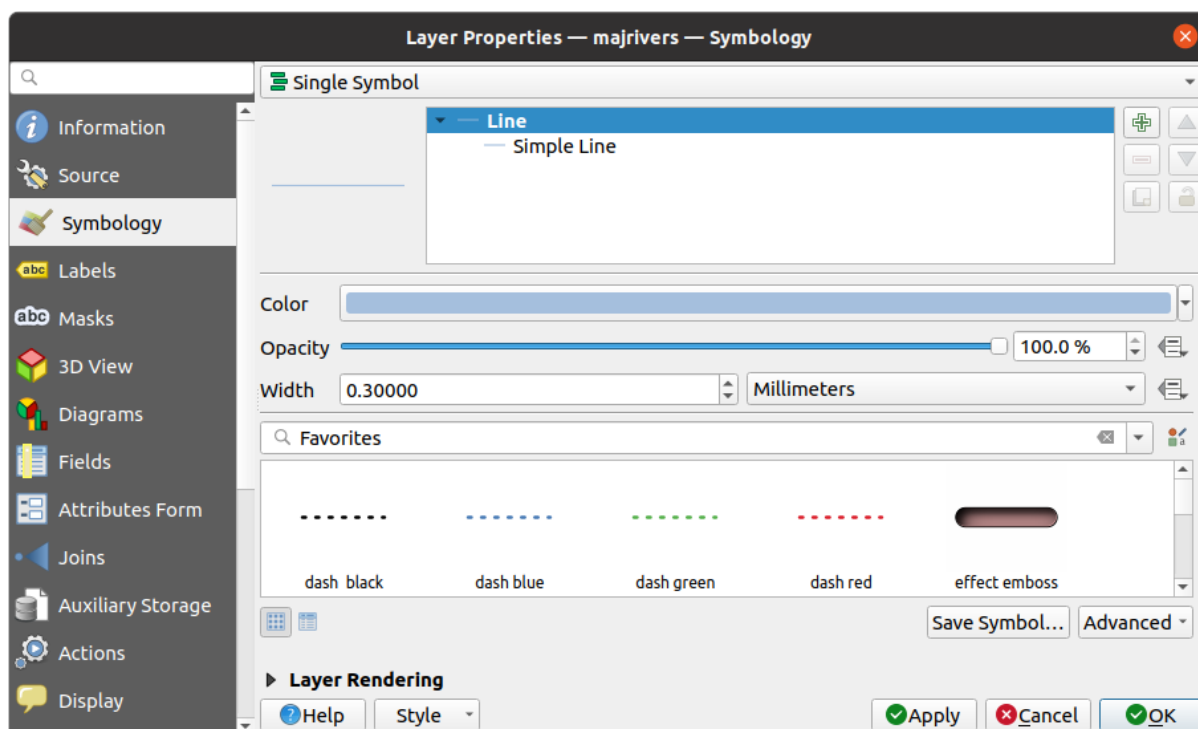 Layer Properties — majrivers — Symbology
Single Symbol
Information
Source
Symbology
Labels
Masks
3D View
Diagrams
Fields
Attributes Form
Joins
Auxiliary Storage
Actions
Display
abc
abc
Line
Simple Line
Color
Opacity
100.0 %
Width
0.30000
Millimeters
Favorites
dash black
dash blue
dash green
dash red
effect emboss
Save Symbol...
Advanced
Layer Rendering
Help
Style
Apply
Cancel
OK